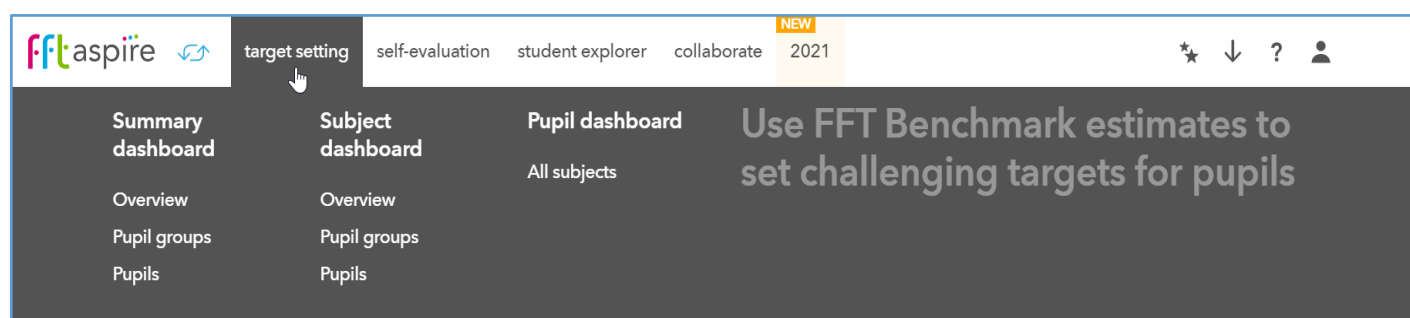 NEW
fft aspire target setting self-evaluation student explorer collaborate 2021 ?
Summary
dashboard
Overview
Pupil groups
Pupils
Subject
dashboard
Overview
Pupil groups
Pupils
Pupil dashboard
All subjects
Use FFT Benchmark estimates to
set challenging targets for pupils